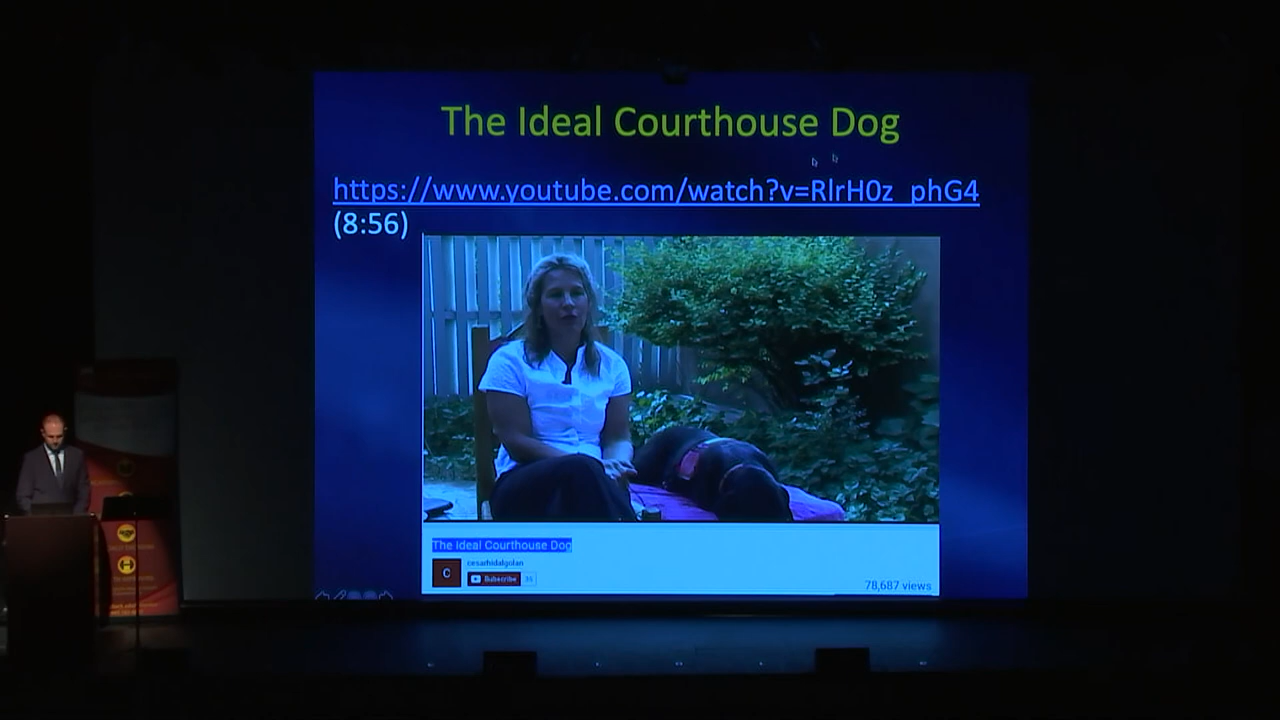 The Ideal Courthouse Dog
https://www.youtube.com/watch?v=RlrH0z_phG4
(8:56)
The Ideal Courthouse Dog
C
cesarhidalgolan
Subscribe
78,687 views